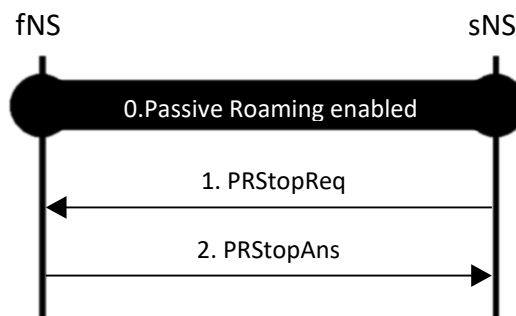 fNS
sNS
0.Passive Roaming enabled
1. PRStopReq
2. PRStopAns